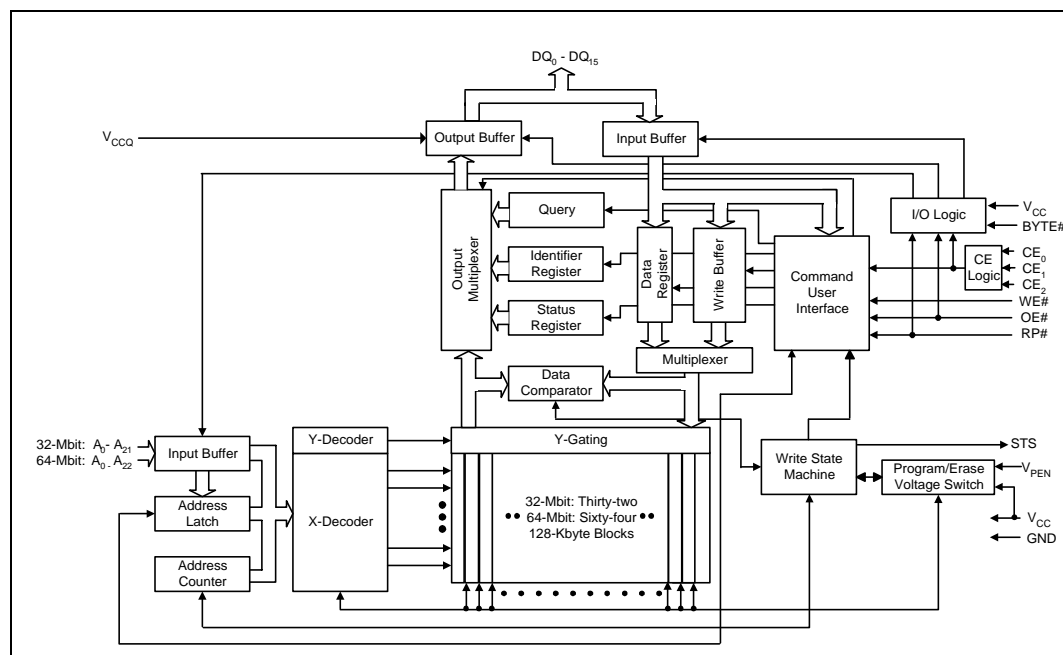 DQ0 - DQ15
VCCQ
Output Buffer
Input Buffer
Output
Multiplexer
Query
Identifier
Register
Status
Register
Data
Register
Write Buffer
Multiplexer
Data
Comparator
Command
User
Interface
I/O Logic
CE
Logic
VCC
BYTE#
CE0
CE1
CE2
WE#
OE#
RP#
32-Mbit: A0- A21
64-Mbit: A0 - A22
Input Buffer
Address
Latch
Address
Counter
Y-Decoder
X-Decoder
Y-Gating
32-Mbit: Thirty-two
64-Mbit: Sixty-four
128-Kbyte Blocks
Write State
Machine
Program/Erase
Voltage Switch
STS
VPEN
VCC
GND